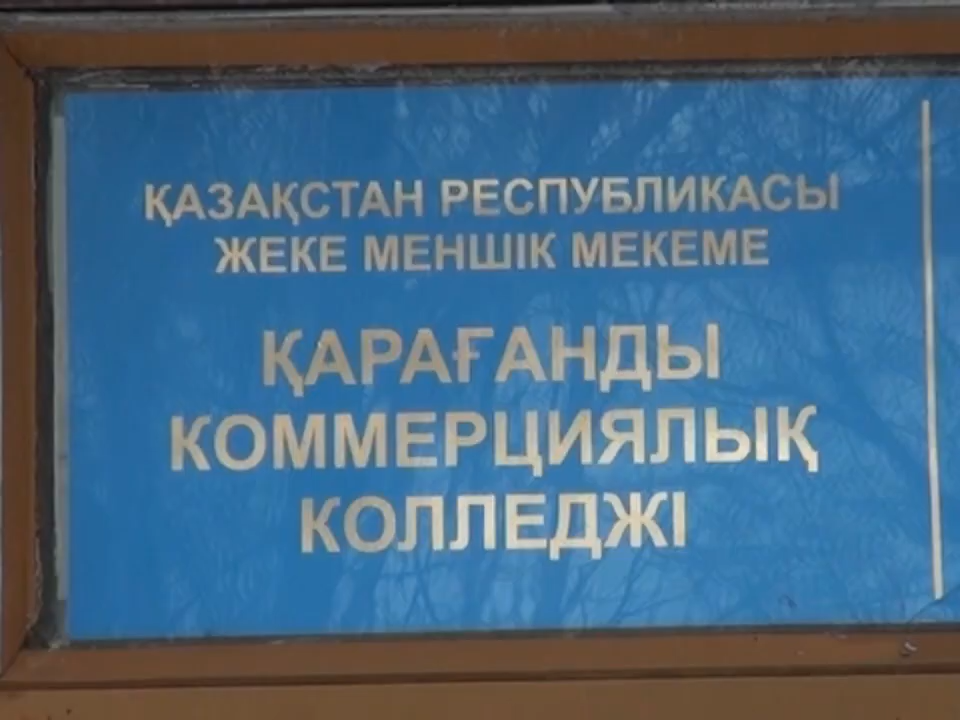 ҚАЗАҚСТАН РЕСПУБЛИКАСЫ
ЖЕКЕ МЕНШІК МЕКЕМЕ
ҚАРАҒАНДЫ
КОММЕРЦИЯЛЫҚ
КОЛЛЕДЖІ